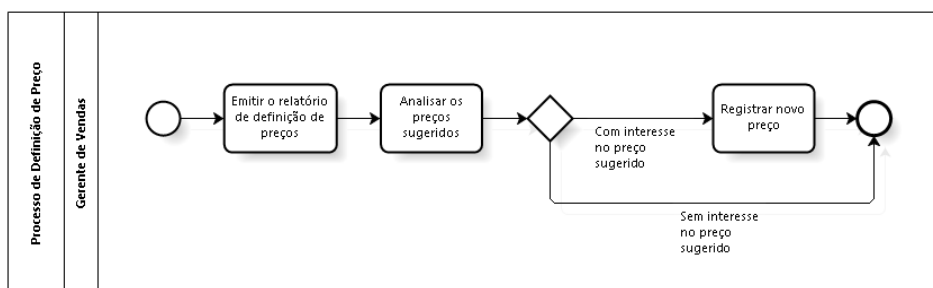 Processo de Definição de Preço
Gerente de Vendas
Emitir o relatório
de definição de
preços
Analisar os
preços
sugeridos
Com interesse
no preço
sugerido
Registrar novo
preço
Sem interesse
no preço
sugerido